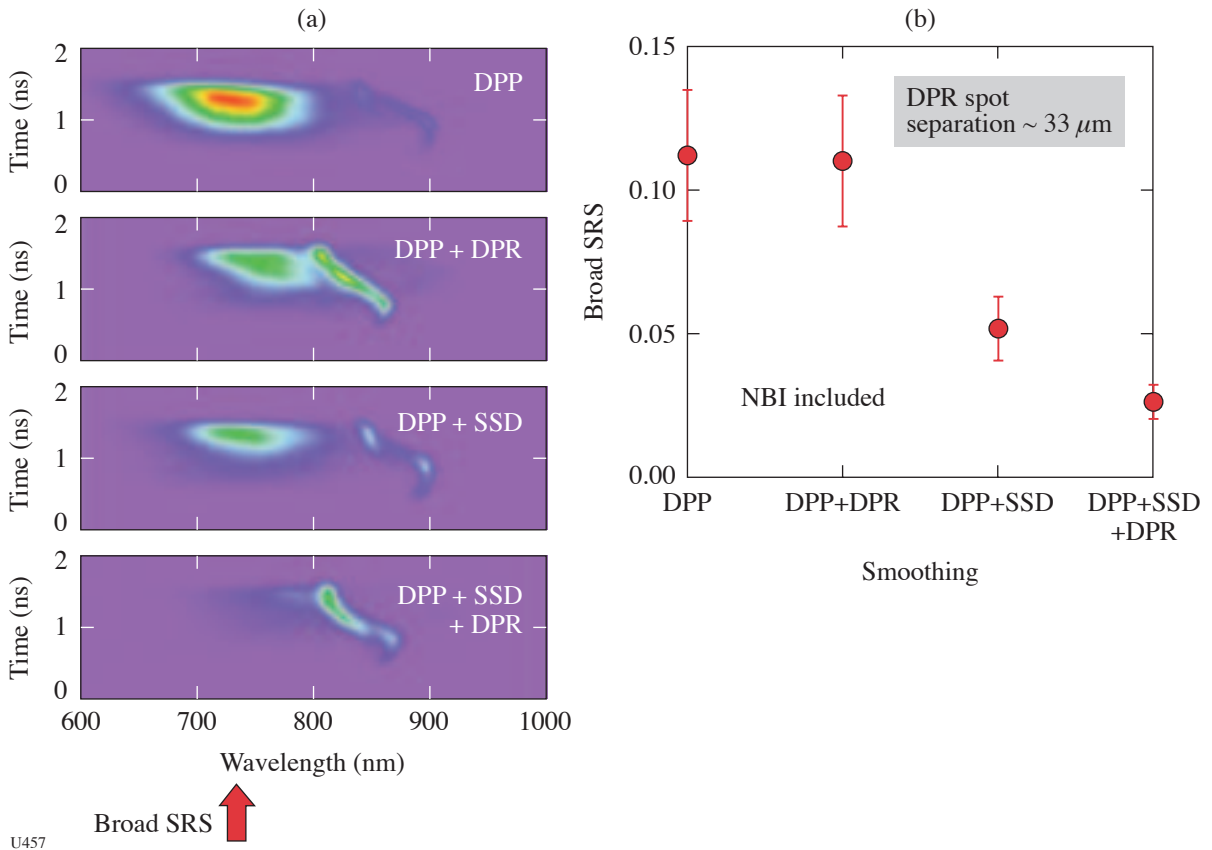 (a)
2
Time (ns)
1
0
DPP
2
Time (ns)
1
0
DPP + DPR
2
Time (ns)
1
0
DPP + SSD
2
Time (ns)
1
0
DPP + SSD
+ DPR
600 700 800 900 1000
Wavelength (nm)
Broad SRS
U457
(b)
0.15
0.10
0.05
0.00
Broad SRS
DPR spot
separation ~ 33 μm
NBI included
DPP DPP+DPR DPP+SSD DPP+SSD
+DPR
Smoothing